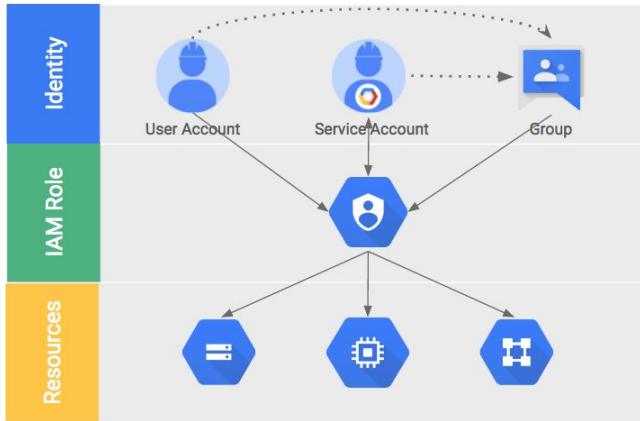 Identity
User Account
Service Account
Group
IAM Role
Resources